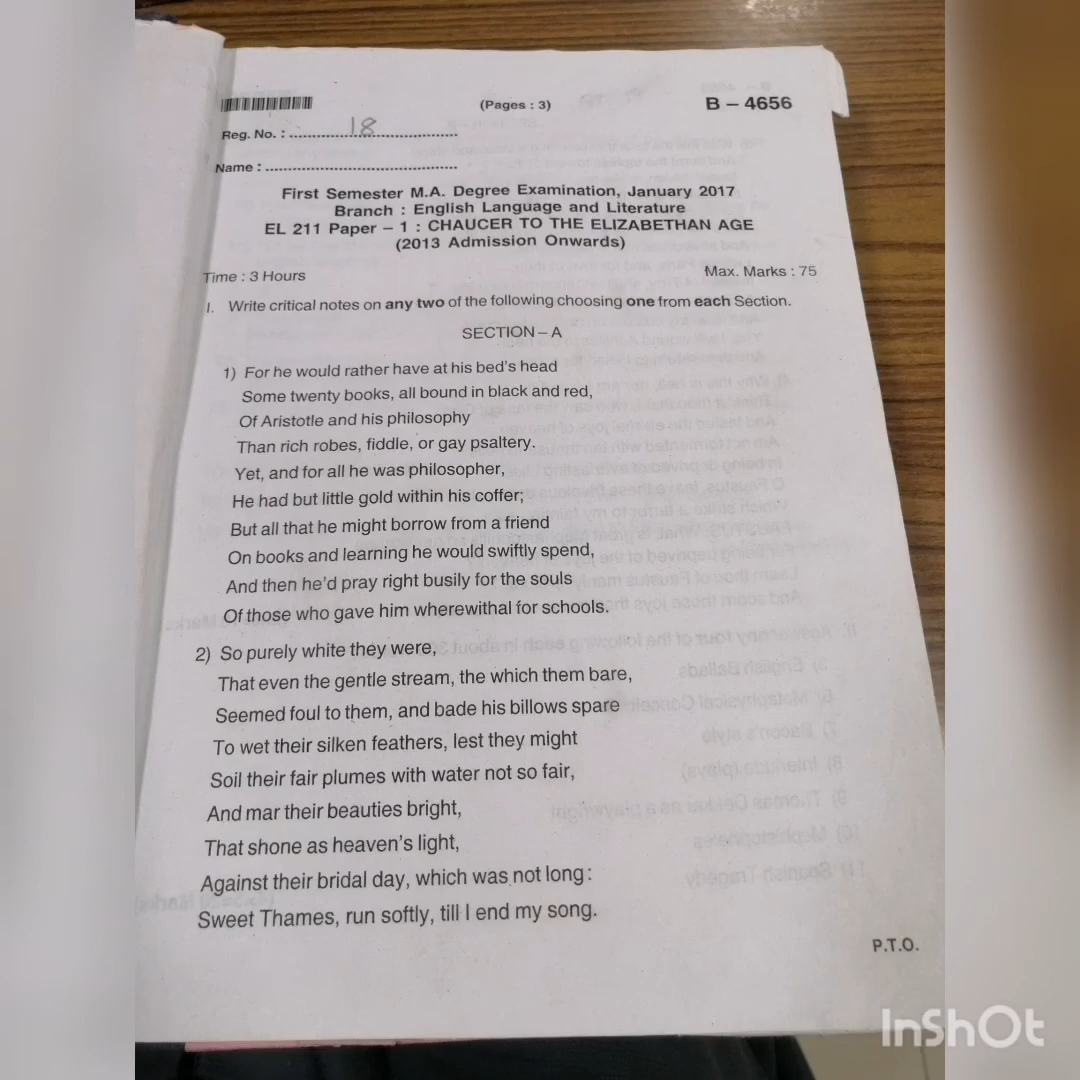 (Pages : 3)
B – 4656
Reg. No. : ....................18....................
Name : ....................................................
First Semester M.A. Degree Examination, January 2017
Branch : English Language and Literature
EL 211 Paper – 1 : CHAUCER TO THE ELIZABETHAN AGE
(2013 Admission Onwards)
Time : 3 Hours
Max. Marks : 75
I. Write critical notes on any two of the following choosing one from each Section.
SECTION – A
1) For he would rather have at his bed's head
Some twenty books, all bound in black and red,
Of Aristotle and his philosophy
Than rich robes, fiddle, or gay psaltery.
Yet, and for all he was philosopher,
He had but little gold within his coffer;
But all that he might borrow from a friend
On books and learning he would swiftly spend,
And then he'd pray right busily for the souls
Of those who gave him wherewithal for schools.
2) So purely white they were,
That even the gentle stream, the which them bare,
Seemed foul to them, and bade his billows spare
To wet their silken feathers, lest they might
Soil their fair plumes with water not so fair,
And mar their beauties bright,
That shone as heaven's light,
Against their bridal day, which was not long :
Sweet Thames, run softly, till I end my song.
P.T.O.
InShOt